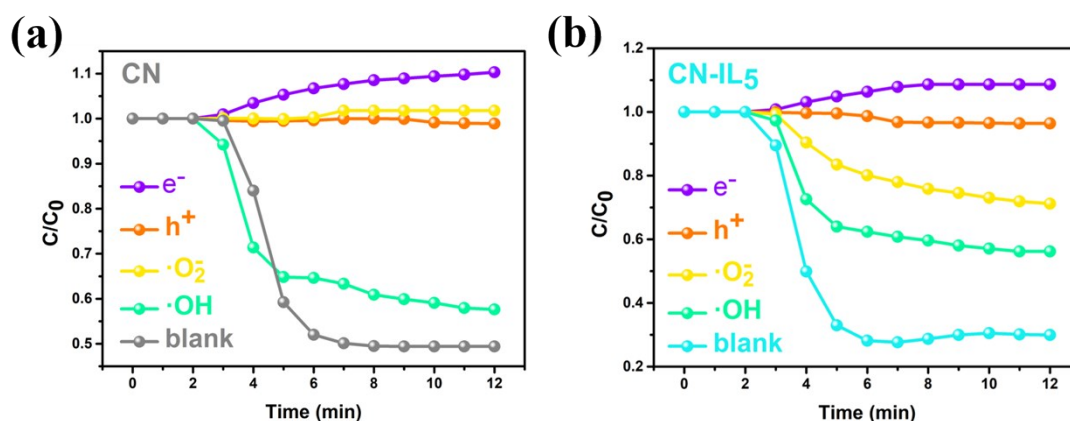 (a)
CN
C/C₀
1.1
1.0
0.9
0.8
0.7
0.6
0.5
e⁻
h⁺
·O₂⁻
·OH
blank
0 2 4 6 8 10 12
Time (min)
(b)
CN-IL₅
C/C₀
1.2
1.0
0.8
0.6
0.4
0.2
e⁻
h⁺
·O₂⁻
·OH
blank
0 2 4 6 8 10 12
Time (min)